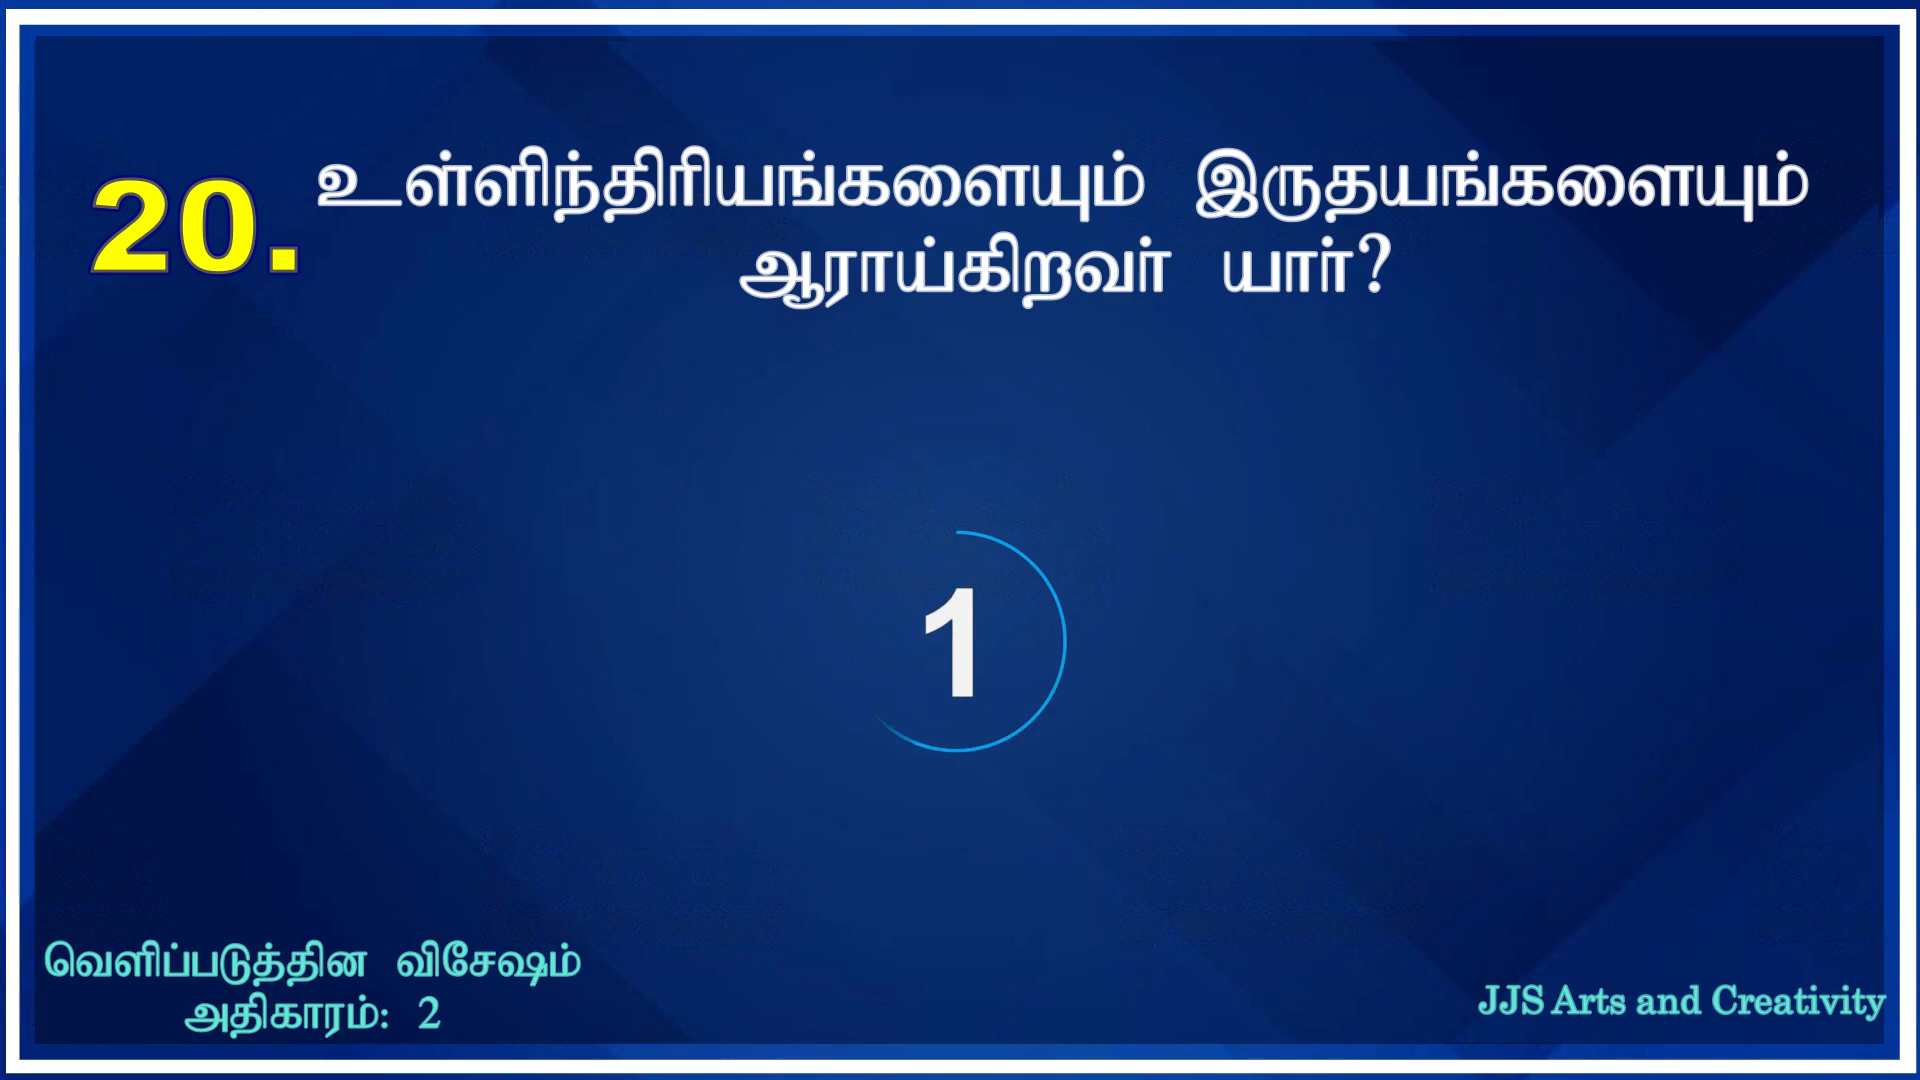 20. உள்ளிந்திரியங்களையும் இருதயங்களையும்
ஆராய்கிறவர் யார்?
1
வெளிப்படுத்தின விசேஷம்
அதிகாரம்: 2
JJS Arts and Creativity